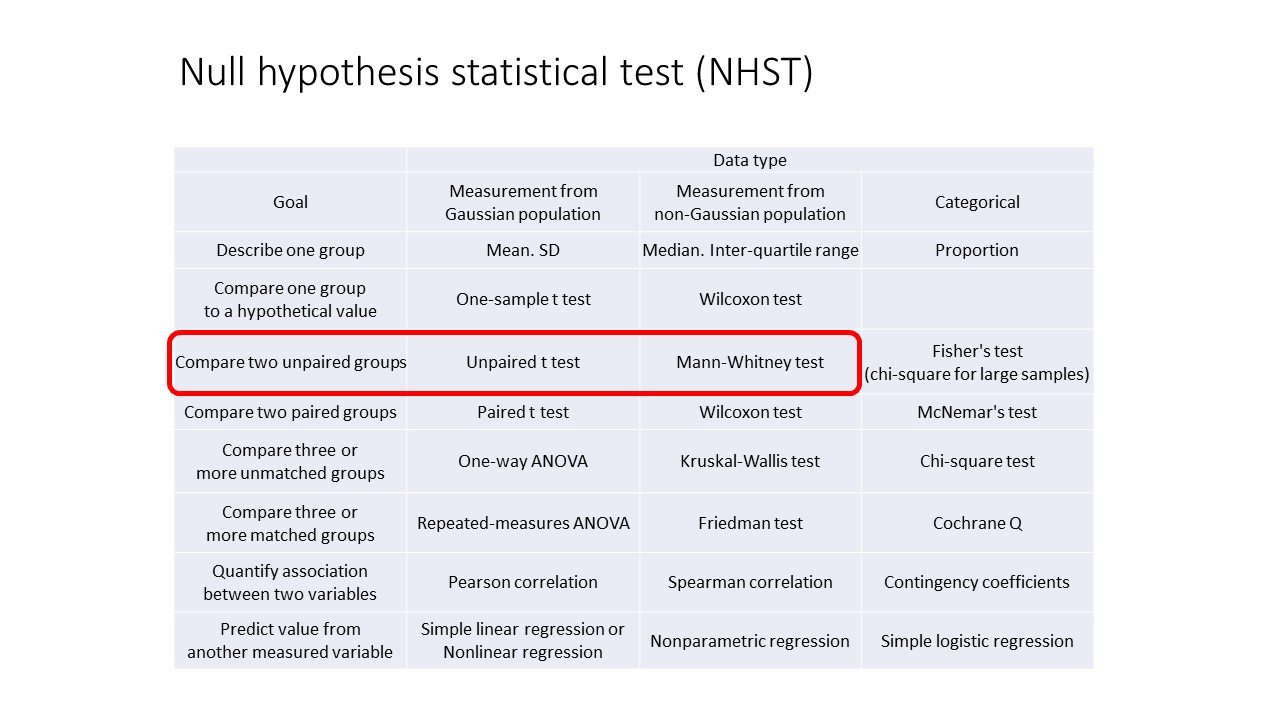 Null hypothesis statistical test (NHST)
Data type
Goal
Measurement from
Gaussian population
Measurement from
non-Gaussian population
Categorical
Describe one group
Mean. SD
Median. Inter-quartile range
Proportion
Compare one group
to a hypothetical value
One-sample t test
Wilcoxon test
Compare two unpaired groups
Unpaired t test
Mann-Whitney test
Fisher's test
(chi-square for large samples)
Compare two paired groups
Paired t test
Wilcoxon test
McNemar's test
Compare three or
more unmatched groups
One-way ANOVA
Kruskal-Wallis test
Chi-square test
Compare three or
more matched groups
Repeated-measures ANOVA
Friedman test
Cochrane Q
Quantify association
between two variables
Pearson correlation
Spearman correlation
Contingency coefficients
Predict value from
another measured variable
Simple linear regression or
Nonlinear regression
Nonparametric regression
Simple logistic regression